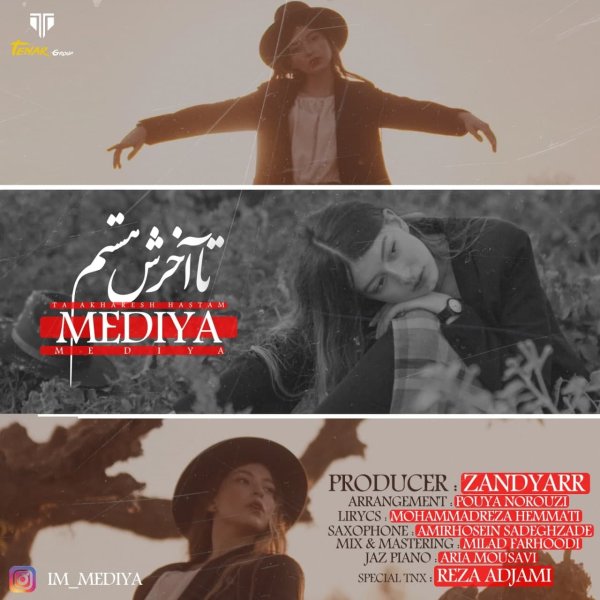 TENAR GROUP
تا آخرش هستم
TA AKHARESH HASTAM
MEDIYA
MEDIYA
PRODUCER : ZANDYARR
ARRANGEMENT : POUYA NOROUZI
LIRYCS : MOHAMMADREZA HEMMATI
SAXOPHONE : AMIRHOSEIN SADEGHZADE
MIX & MASTERING : MILAD FARHOODI
JAZ PIANO : ARIA MOUSAVI
SPECIAL TNX : REZA ADJAMI
IM_MEDIYA